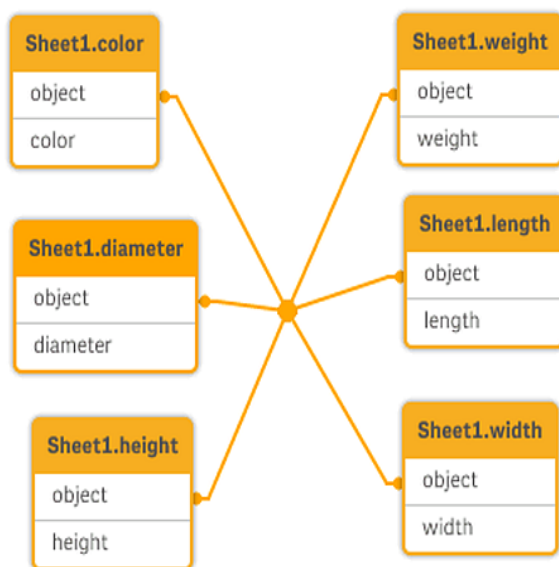 Sheet1.color
object
color
Sheet1.weight
object
weight
Sheet1.diameter
object
diameter
Sheet1.length
object
length
Sheet1.height
object
height
Sheet1.width
object
width